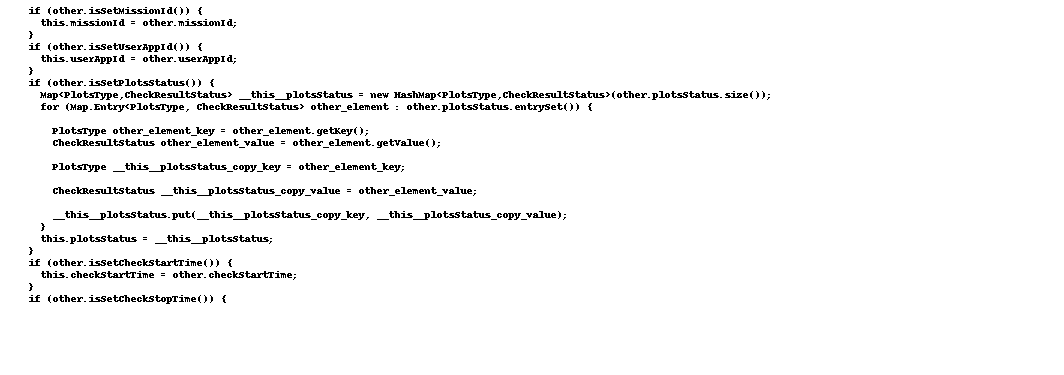 if (other.isSetMissionId()) {
this.missionId = other.missionId;
}
if (other.isSetUserAppId()) {
this.userAppId = other.userAppId;
}
if (other.isSetPlotsStatus()) {
Map<PlotsType,CheckResultStatus> __this__plotsStatus = new HashMap<PlotsType,CheckResultStatus>(other.plotsStatus.size());
for (Map.Entry<PlotsType, CheckResultStatus> other_element : other.plotsStatus.entrySet()) {
PlotsType other_element_key = other_element.getKey();
CheckResultStatus other_element_value = other_element.getValue();
PlotsType __this__plotsStatus_copy_key = other_element_key;
CheckResultStatus __this__plotsStatus_copy_value = other_element_value;
__this__plotsStatus.put(__this__plotsStatus_copy_key, __this__plotsStatus_copy_value);
}
this.plotsStatus = __this__plotsStatus;
}
if (other.isSetCheckStartTime()) {
this.checkStartTime = other.checkStartTime;
}
if (other.isSetCheckStopTime()) {